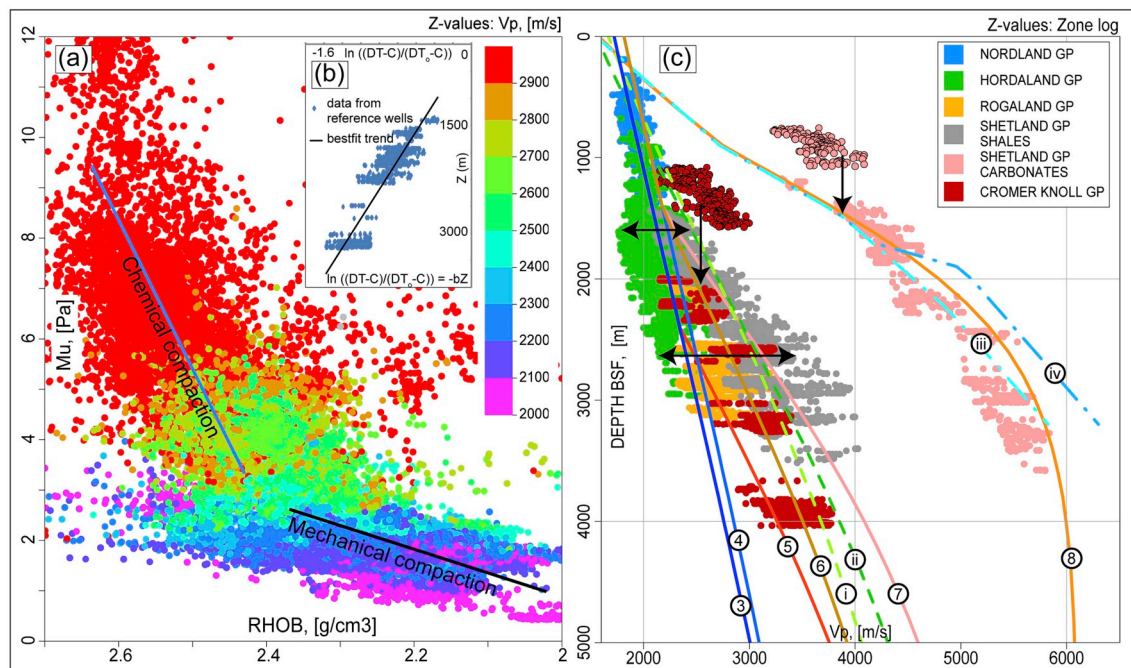 Z-values: Vp, [m/s]
(a)
12
10
8
6
4
2
0
Mu, [Pa]
2.6
2.4
2.2
2
RHOB, [g/cm3]
Chemical compaction
Mechanical compaction
-1.6 ln ((DT-C)/(DTo-C)) 0
(b)
data from
reference wells
bestfit trend
1500
Z (m)
3000
ln ((DT-C)/(DTo-C)) = -bZ
2900
2800
2700
2600
2500
2400
2300
2200
2100
2000
Z-values: Zone log
(c)
0
1000
2000
3000
4000
5000
DEPTH BSF, [m]
2000
3000
4000
5000
6000
Vp, [m/s]
NORDLAND GP
HORDALAND GP
ROGALAND GP
SHETLAND GP
SHALES
SHETLAND GP
CARBONATES
CROMER KNOLL GP
iii
iv
4
5
6
ii
8
3
i
7